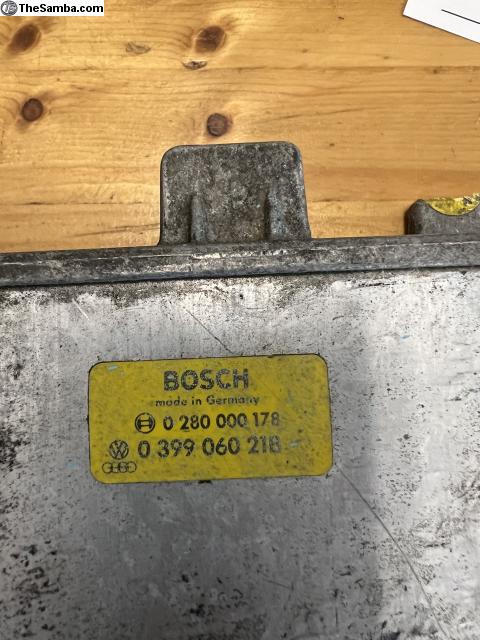 TheSamba.com
BOSCH
made in Germany
0 280 000 178
0 399 060 218